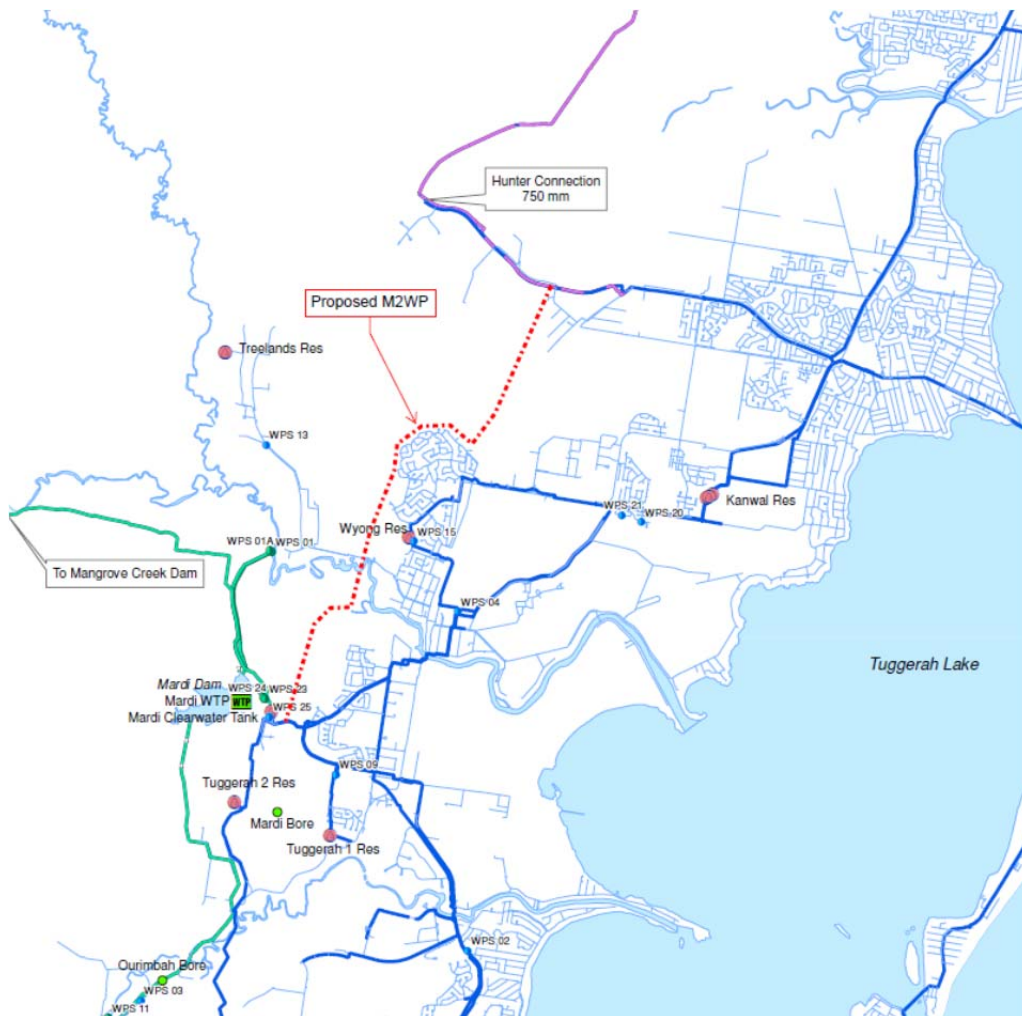 Hunter Connection
750 mm
Proposed M2WP
Treelands Res
WPS 13
Kanwal Res
WPS 21
WPS 20
Wyong Res
WPS 15
WPS 01A
WPS 01
To Mangrove Creek Dam
WPS 04
Tuggerah Lake
Mardi Dam
WPS 24
WPS 23
Mardi WTP
WTP
WPS 25
Mardi Clearwater Tank
WPS 09
Tuggerah 2 Res
Mardi Bore
Tuggerah 1 Res
WPS 02
Ourimbah Bore
WPS 03
WPS 11